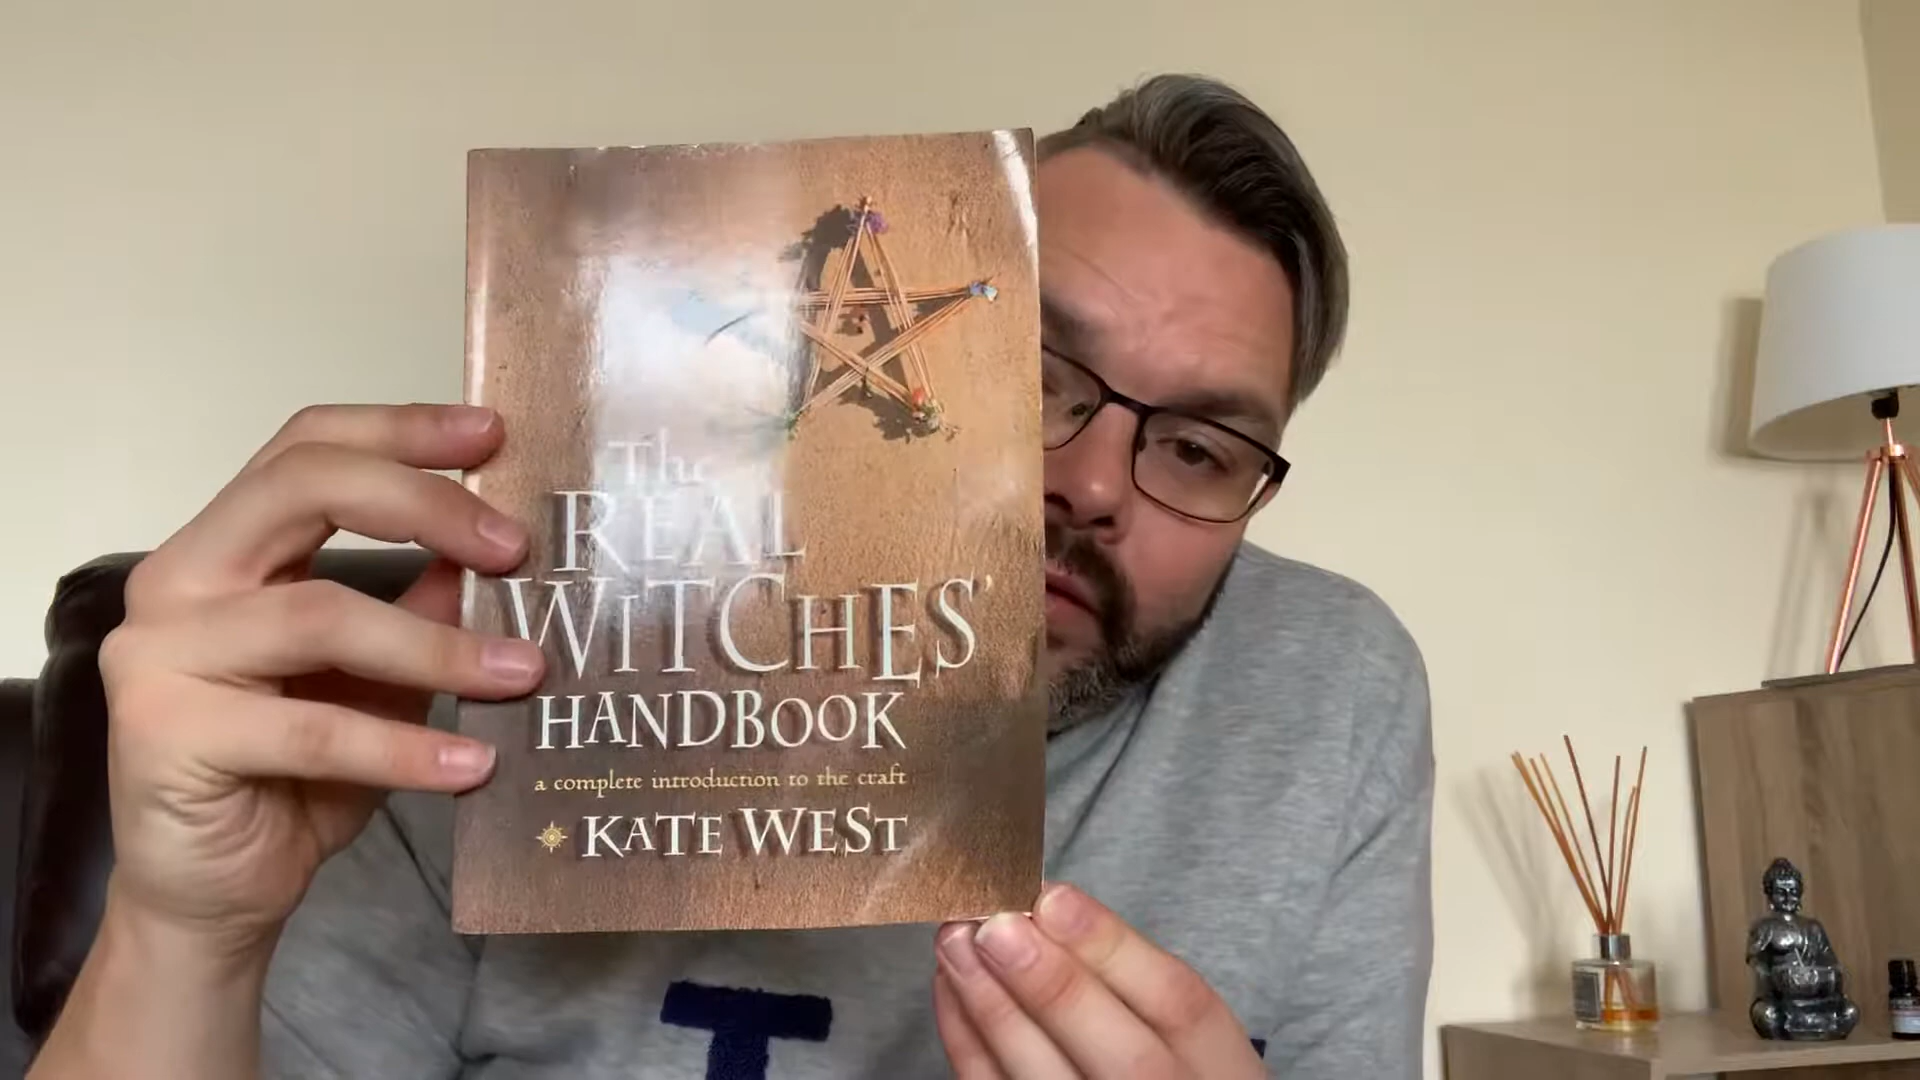 The
REAL
WITCHES'
HANDBOOK
a complete introduction to the craft
KATE WEST
T